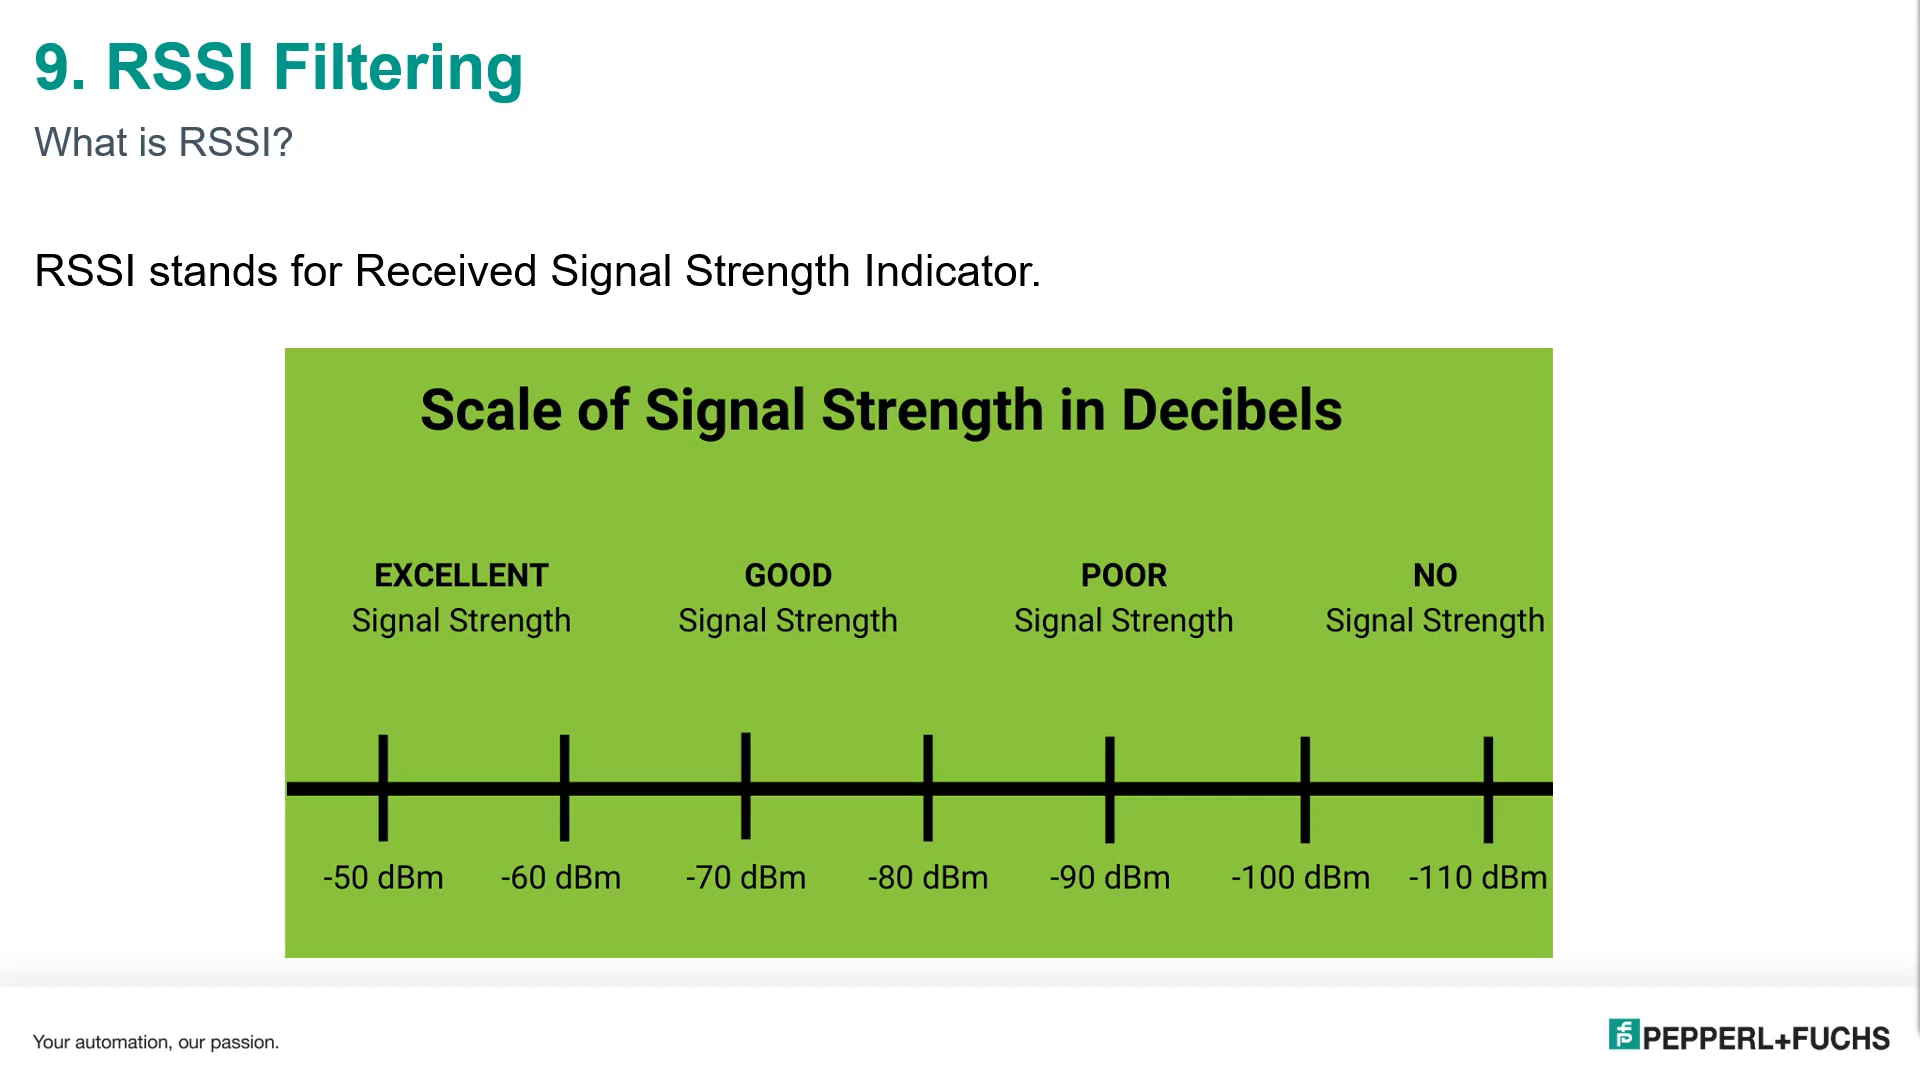 9. RSSI Filtering
What is RSSI?
RSSI stands for Received Signal Strength Indicator.
Scale of Signal Strength in Decibels
EXCELLENT GOOD POOR NO
Signal Strength Signal Strength Signal Strength Signal Strength
-50 dBm -60 dBm -70 dBm -80 dBm -90 dBm -100 dBm -110 dBm
Your automation, our passion.
PEPPERL+FUCHS